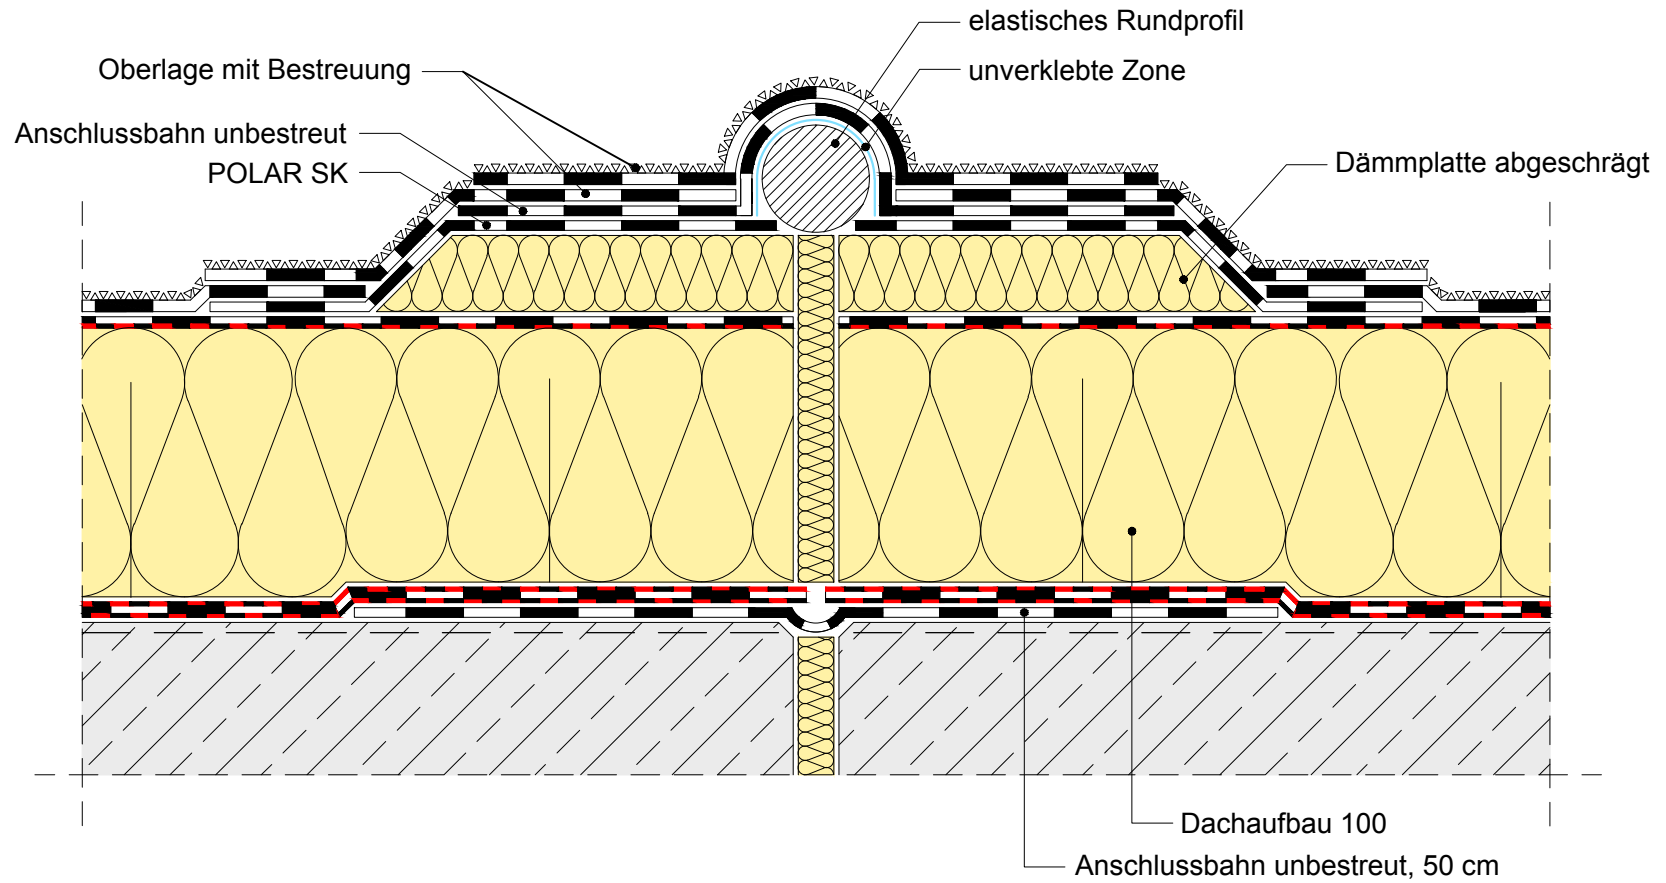 elastisches Rundprofil
Oberlage mit Bestreuung
unverklebte Zone
Anschlussbahn unbestreut
POLAR SK
Dämmplatte abgeschrägt
Dachaufbau 100
Anschlussbahn unbestreut, 50 cm